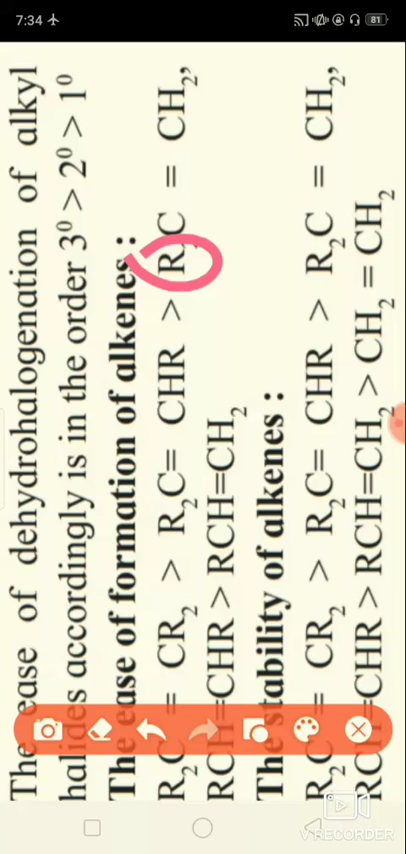 7:34
81
The ease of dehydrohalogenation of alkyl
halides accordingly is in the order 3⁰ > 2⁰ > 1⁰
The ease of formation of alkenes :
R₂C = CR₂ > R₂C= CHR > R₂C = CH₂,
RCH=CHR > RCH=CH₂
The stability of alkenes :
R₂C = CR₂ > R₂C= CHR > R₂C = CH₂,
RCH=CHR > RCH=CH₂ > CH₂ = CH₂
V RECORDER